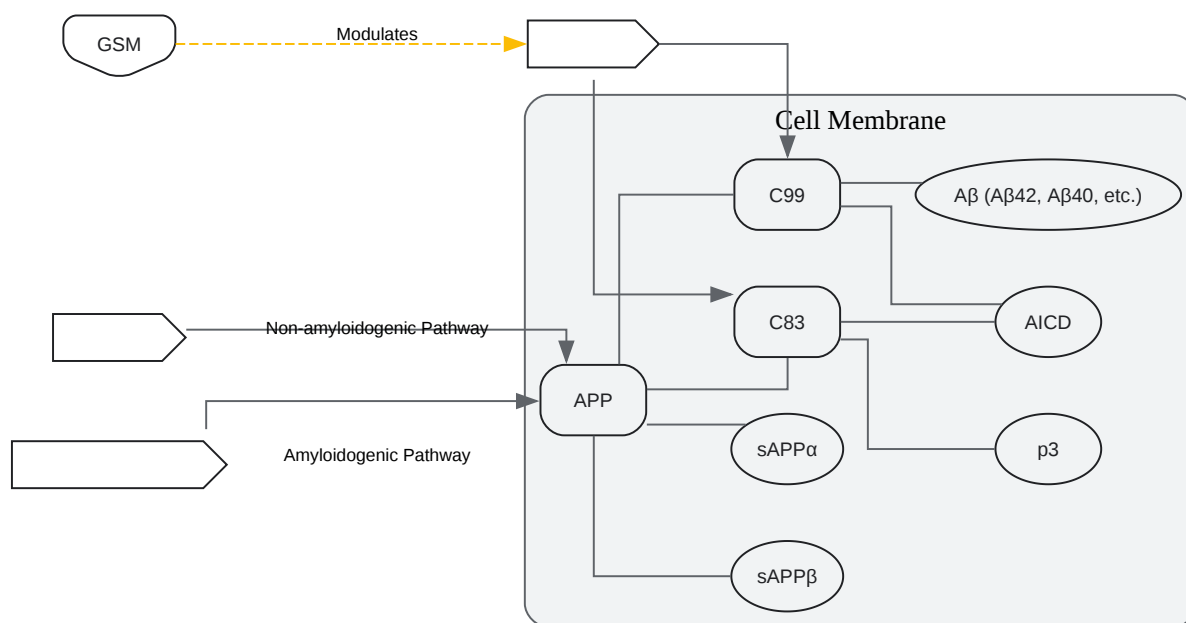 GSM
Modulates
Cell Membrane
C99
Aβ (Aβ42, Aβ40, etc.)
C83
AICD
Non-amyloidogenic Pathway
APP
Amyloidogenic Pathway
sAPPα
p3
sAPPβ